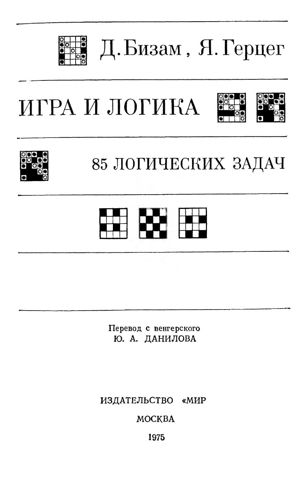 Д. Бизам, Я. Герцег
ИГРА И ЛОГИКА
85 ЛОГИЧЕСКИХ ЗАДАЧ
Перевод с венгерского
Ю. А. ДАНИЛОВА
ИЗДАТЕЛЬСТВО «МИР
МОСКВА
1975